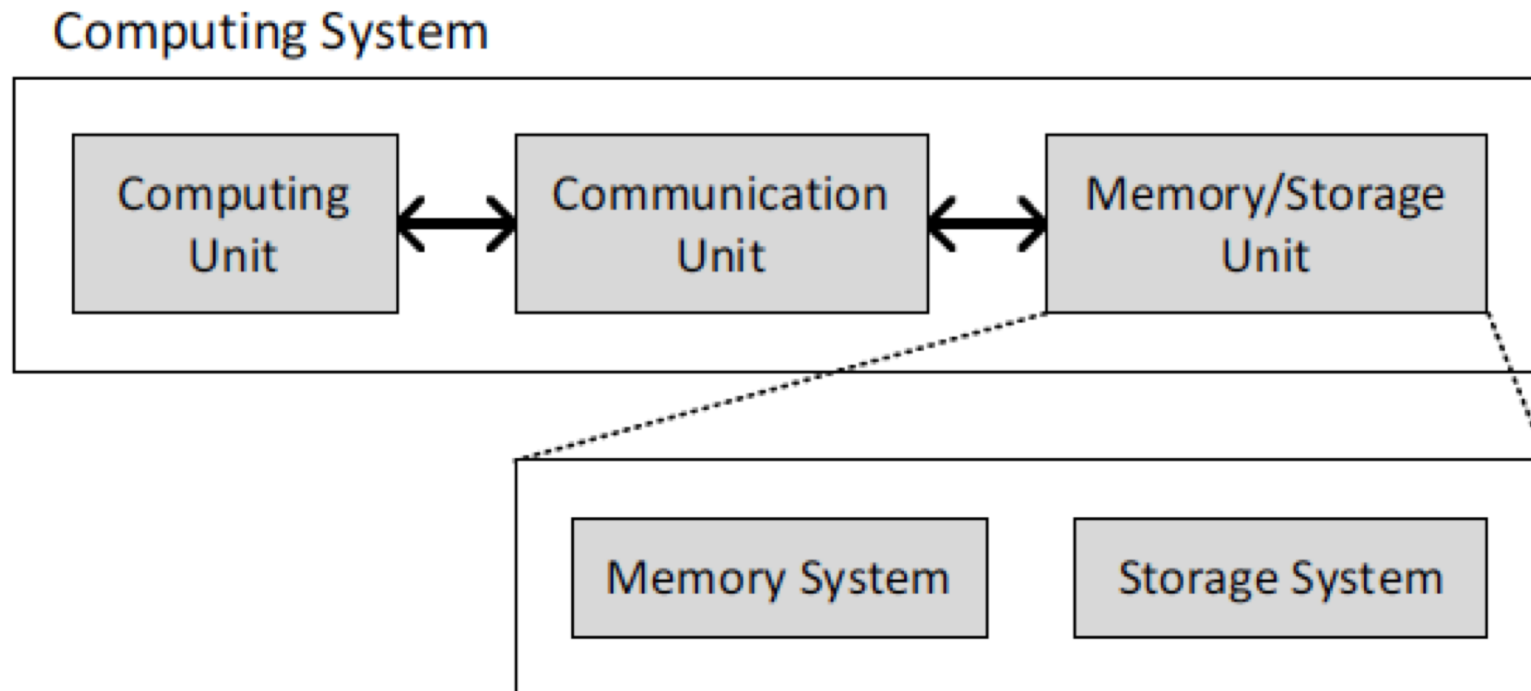 Computing System
Computing
Unit
Communication
Unit
Memory/Storage
Unit
Memory System
Storage System